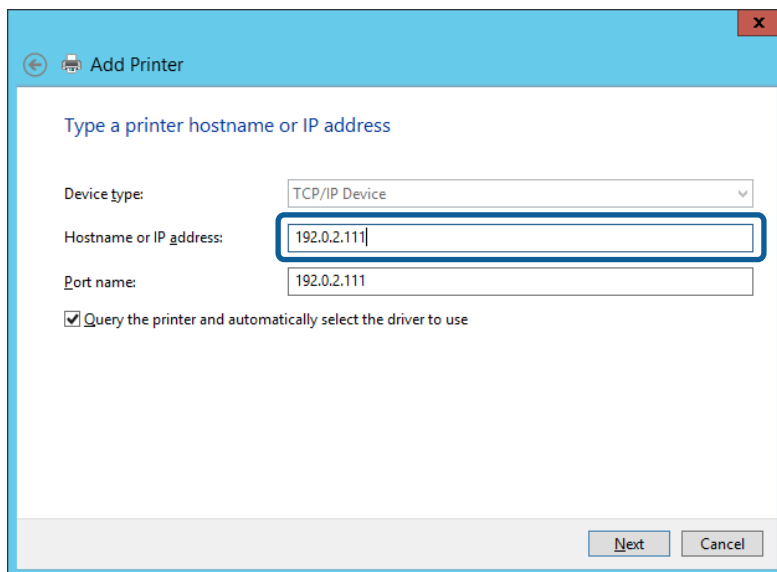 x
Add Printer
Type a printer hostname or IP address
Device type: TCP/IP Device
Hostname or IP address: 192.0.2.111
Port name: 192.0.2.111
Query the printer and automatically select the driver to use
Next Cancel